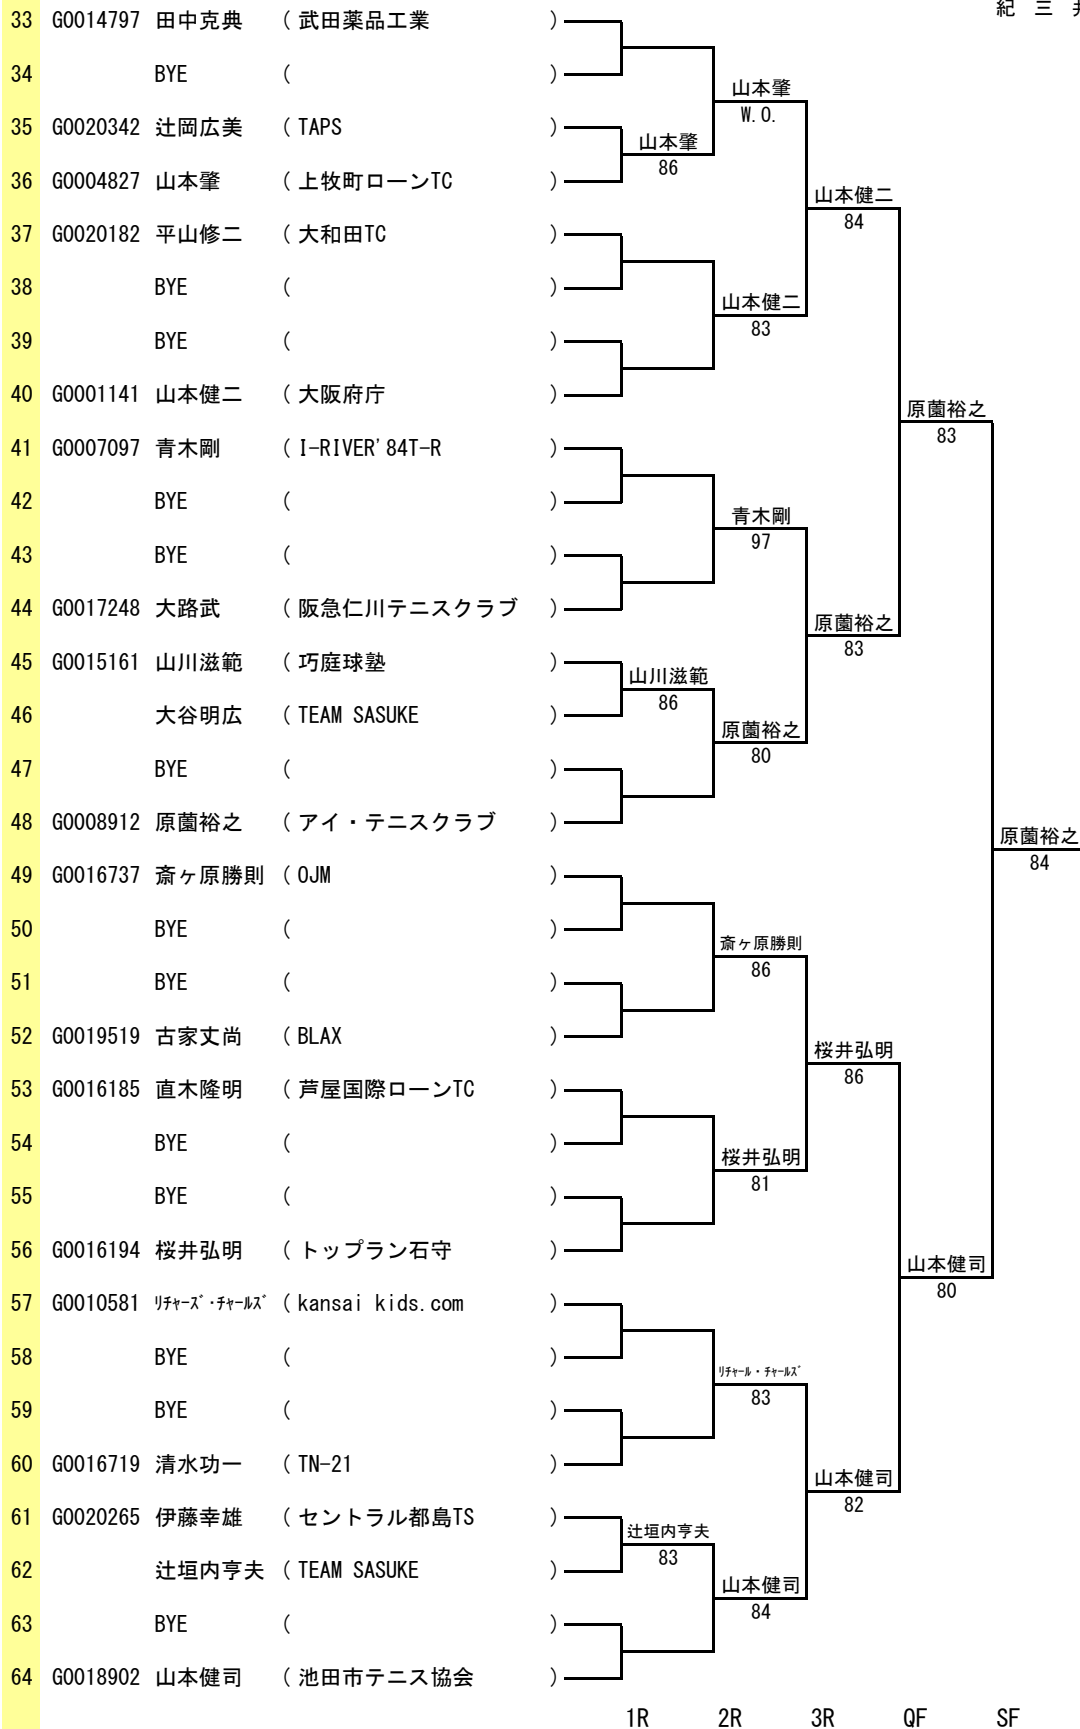 紀 三 井
33 G0014797 田中克典 ( 武田薬品工業 )
34 BYE ( )
山本肇
W.O.
35 G0020342 辻岡広美 ( TAPS )
山本肇
86
36 G0004827 山本肇 ( 上牧町ローンTC )
山本健二
84
37 G0020182 平山修二 ( 大和田TC )
38 BYE ( )
山本健二
83
39 BYE ( )
40 G0001141 山本健二 ( 大阪府庁 )
原薗裕之
83
41 G0007097 青木剛 ( I-RIVER'84T-R )
42 BYE ( )
青木剛
97
43 BYE ( )
44 G0017248 大路武 ( 阪急仁川テニスクラブ )
原薗裕之
83
45 G0015161 山川滋範 ( 巧庭球塾 )
山川滋範
86
46 大谷明広 ( TEAM SASUKE )
原薗裕之
80
47 BYE ( )
48 G0008912 原薗裕之 ( アイ・テニスクラブ )
原薗裕之
84
49 G0016737 斎ヶ原勝則 ( OJM )
50 BYE ( )
斎ヶ原勝則
86
51 BYE ( )
52 G0019519 古家丈尚 ( BLAX )
桜井弘明
86
53 G0016185 直木隆明 ( 芦屋国際ローンTC )
54 BYE ( )
桜井弘明
81
55 BYE ( )
56 G0016194 桜井弘明 ( トップラン石守 )
山本健司
80
57 G0010581 ﾘﾁｬｰｽﾞ・ﾁｬｰﾙｽﾞ ( kansai kids.com )
58 BYE ( )
ﾘﾁｬｰﾙ・ﾁｬｰﾙｽﾞ
83
59 BYE ( )
60 G0016719 清水功一 ( TN-21 )
山本健司
82
61 G0020265 伊藤幸雄 ( セントラル都島TS )
辻垣内亨夫
83
62 辻垣内亨夫 ( TEAM SASUKE )
山本健司
84
63 BYE ( )
64 G0018902 山本健司 ( 池田市テニス協会 )
1R 2R 3R QF SF